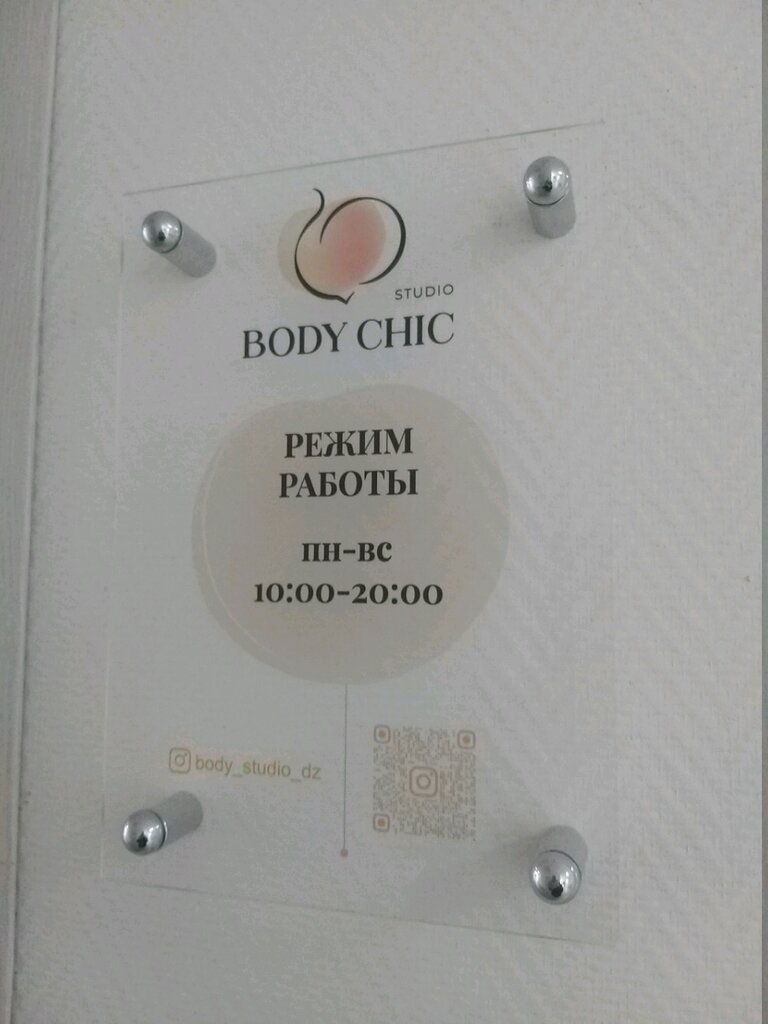 STUDIO
BODY CHIC
РЕЖИМ
РАБОТЫ
пн-вс
10:00-20:00
body_studio_dz